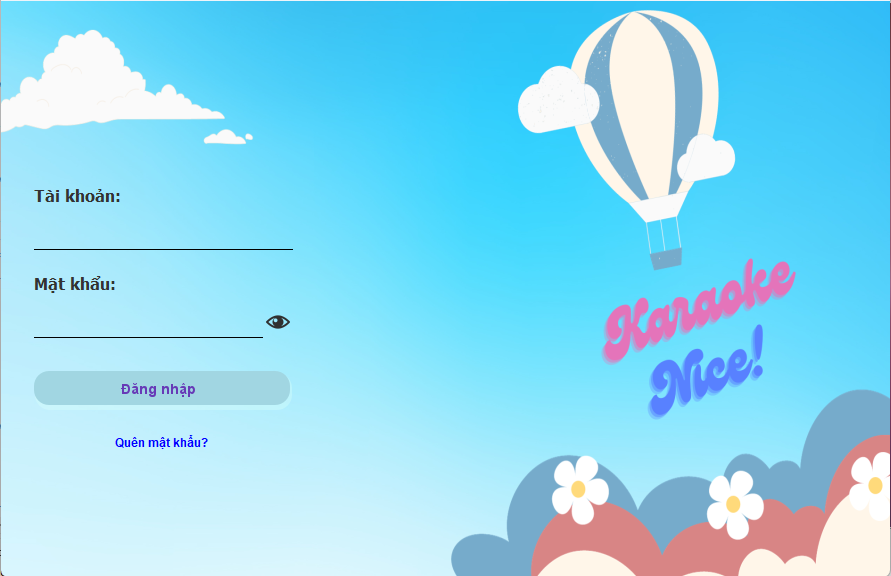 Tài khoản:
Mật khẩu:
Đăng nhập
Quên mật khẩu?
Karaoke
Nice!